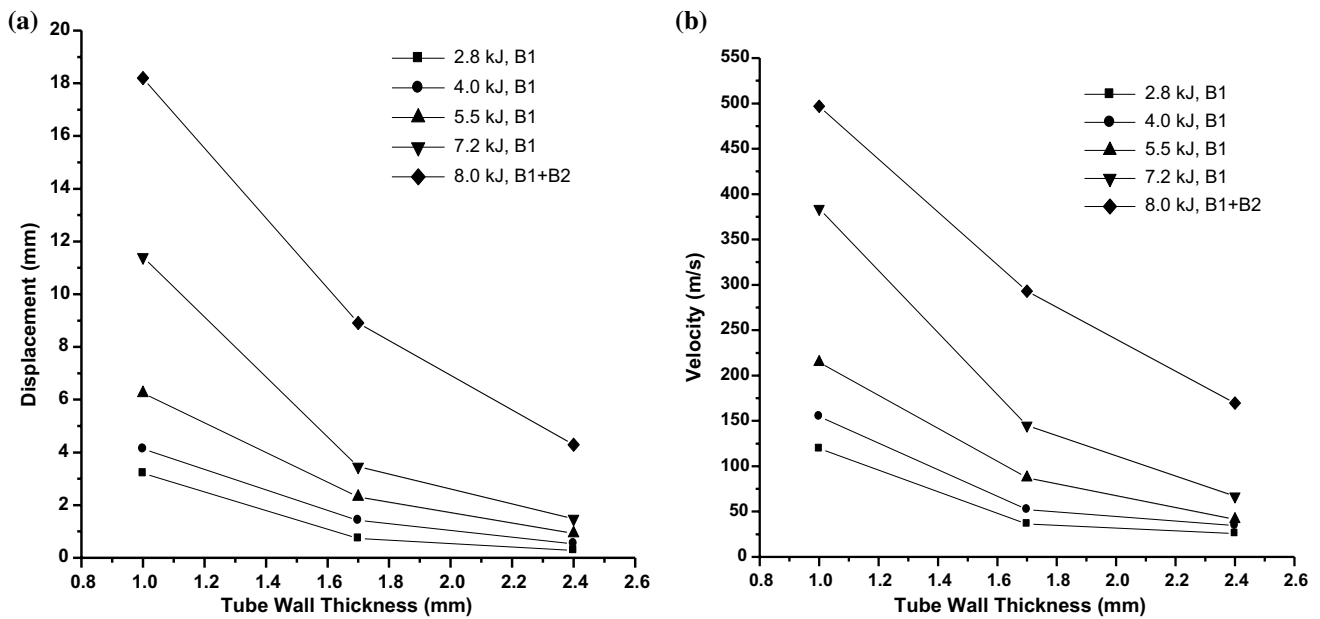 (a)
20
18
16
14
12
10
8
6
4
2
0
Displacement (mm)
0.8 1.0 1.2 1.4 1.6 1.8 2.0 2.2 2.4 2.6
Tube Wall Thickness (mm)
2.8 kJ, B1
4.0 kJ, B1
5.5 kJ, B1
7.2 kJ, B1
8.0 kJ, B1+B2
(b)
550
500
450
400
350
300
250
200
150
100
50
0
Velocity (m/s)
0.8 1.0 1.2 1.4 1.6 1.8 2.0 2.2 2.4 2.6
Tube Wall Thickness (mm)
2.8 kJ, B1
4.0 kJ, B1
5.5 kJ, B1
7.2 kJ, B1
8.0 kJ, B1+B2